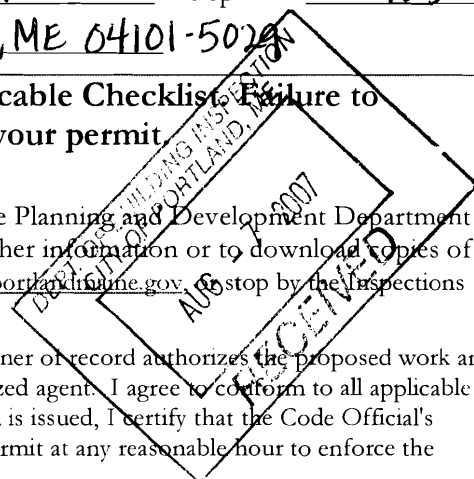 , ME 04101-5029
cable Checklist. Failure to
your permit.
e Planning and Development Department
her information or to download copies of
portlandmaine.gov, or stop by the Inspections
ner of record authorizes the proposed work an
zed agent. I agree to conform to all applicable
is issued, I certify that the Code Official's
rmit at any reasonable hour to enforce the
DEPT. OF BUILDING INSPECTION
CITY OF PORTLAND, ME
AUG - 7 2007
RECEIVED